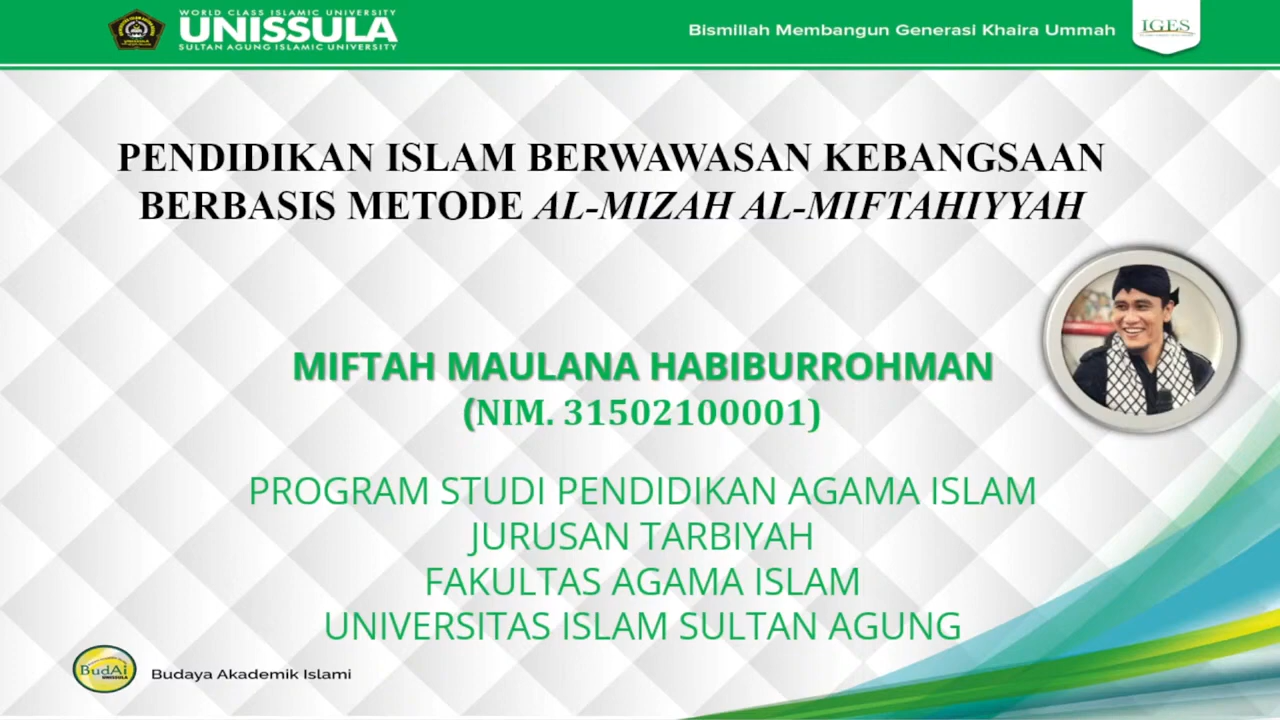 WORLD CLASS ISLAMIC UNIVERSITY
UNISSULA
SULTAN AGUNG ISLAMIC UNIVERSITY
Bismillah Membangun Generasi Khaira Ummah
IGES
PENDIDIKAN ISLAM BERWAWASAN KEBANGSAAN
BERBASIS METODE AL-MIZAH AL-MIFTAHIYYAH
MIFTAH MAULANA HABIBURROHMAN
(NIM. 31502100001)
PROGRAM STUDI PENDIDIKAN AGAMA ISLAM
JURUSAN TARBIYAH
FAKULTAS AGAMA ISLAM
UNIVERSITAS ISLAM SULTAN AGUNG
BudAi
UNISSULA
Budaya Akademik Islami